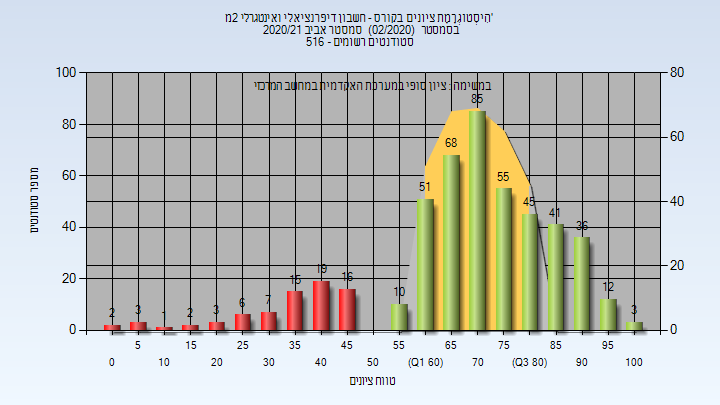 הִיסְטוּגְרָמַת ציונים בקורס - חשבון דיפרנציאלי ואינטגרלי 2מ'
בסמסטר (02/2020) סמסטר אביב 2020/21
סטודנטים רשומים - 516
במשימה : ציון סופי במערכת האקדמית במחשב המרכזי
100 80
80 60
60
40 40
20 20
0 0
מספר סטודנטים
2 3 1 2 3 6 7 15 19 16 10 51 68 85 55 45 41 36 12 3
5 15 25 35 45 55 65 75 85 95
0 10 20 30 40 50 (Q1 60) 70 (Q3 80) 90 100
טווח ציונים